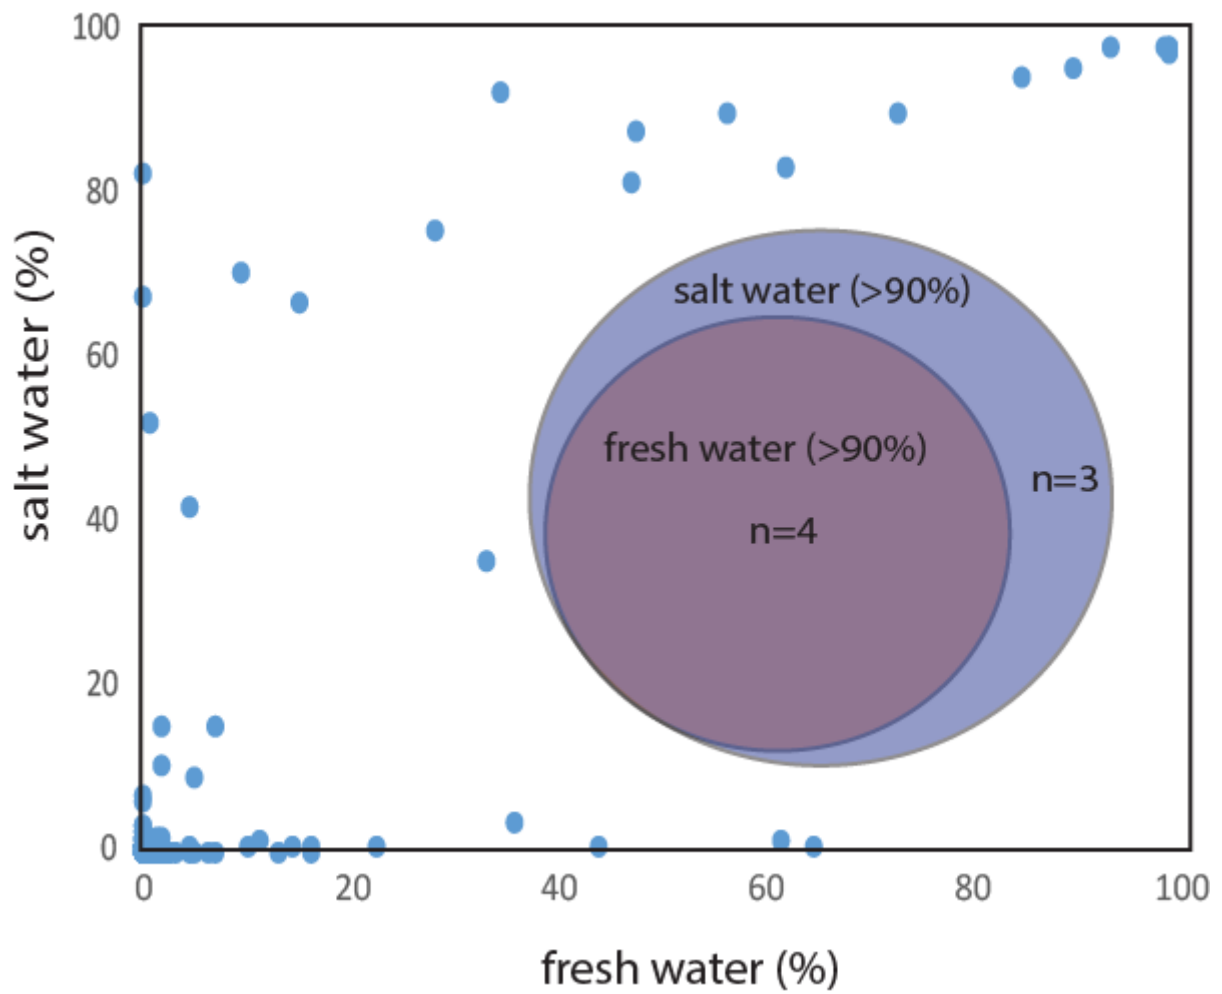 100
80
60
40
20
0
salt water (%)
salt water (>90%)
fresh water (>90%)
n=3
n=4
0 20 40 60 80 100
fresh water (%)